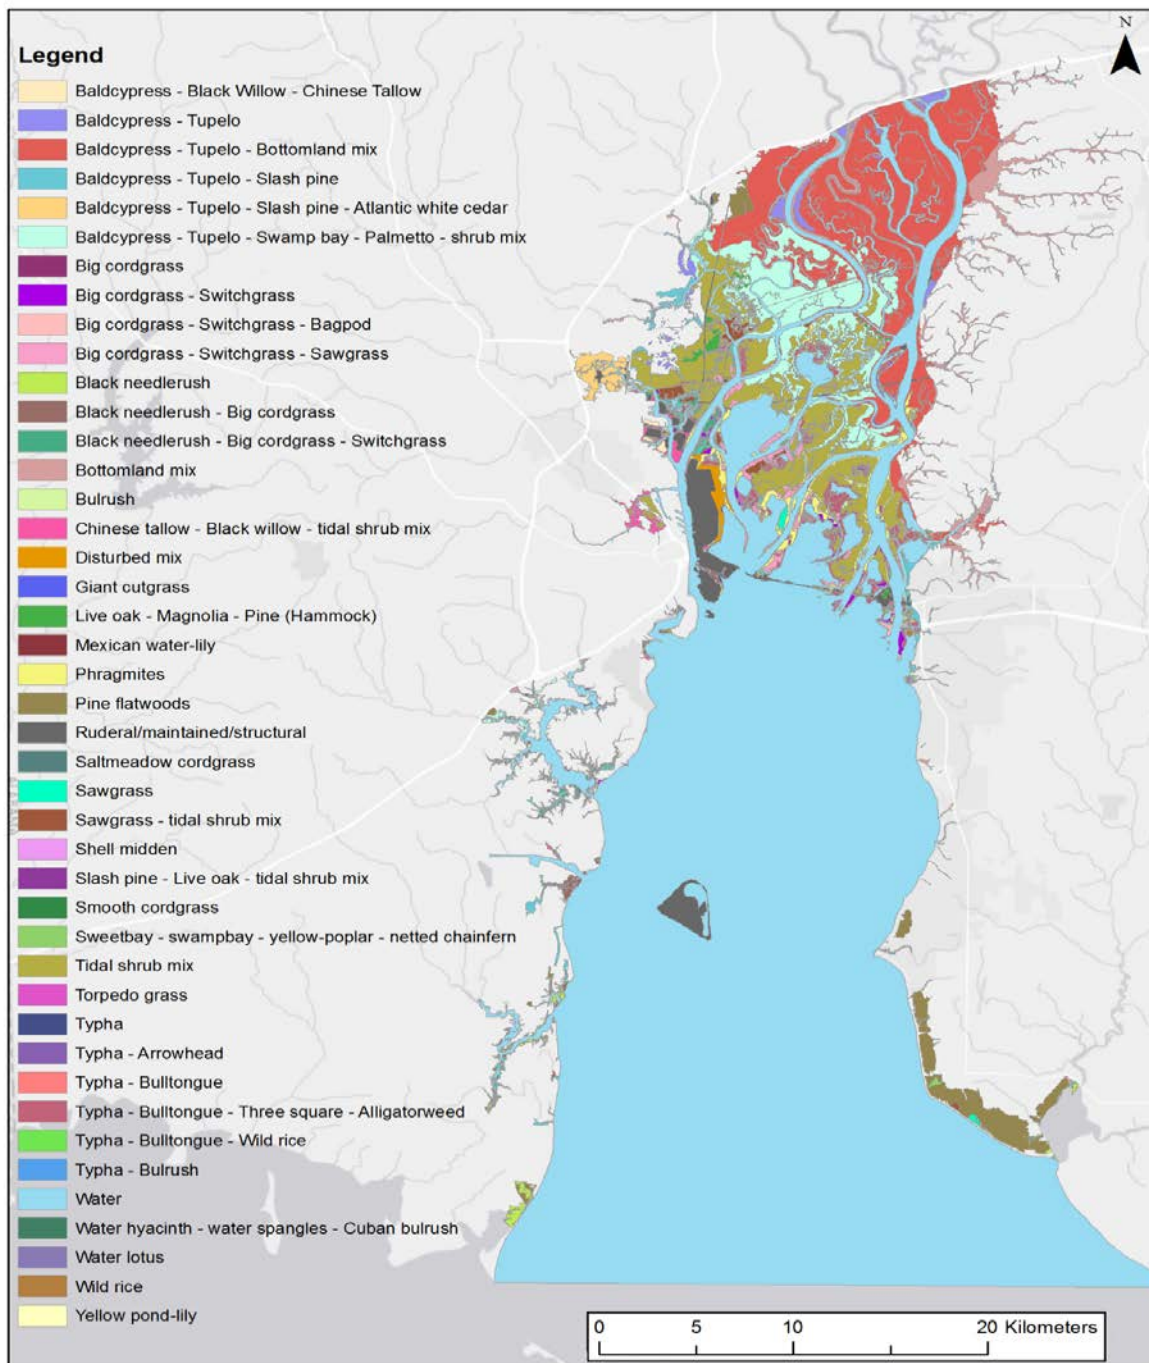 N
Legend
Baldcypress - Black Willow - Chinese Tallow
Baldcypress - Tupelo
Baldcypress - Tupelo - Bottomland mix
Baldcypress - Tupelo - Slash pine
Baldcypress - Tupelo - Slash pine - Atlantic white cedar
Baldcypress - Tupelo - Swamp bay - Palmetto - shrub mix
Big cordgrass
Big cordgrass - Switchgrass
Big cordgrass - Switchgrass - Bagpod
Big cordgrass - Switchgrass - Sawgrass
Black needlerush
Black needlerush - Big cordgrass
Black needlerush - Big cordgrass - Switchgrass
Bottomland mix
Bulrush
Chinese tallow - Black willow - tidal shrub mix
Disturbed mix
Giant cutgrass
Live oak - Magnolia - Pine (Hammock)
Mexican water-lily
Phragmites
Pine flatwoods
Ruderal/maintained/structural
Saltmeadow cordgrass
Sawgrass
Sawgrass - tidal shrub mix
Shell midden
Slash pine - Live oak - tidal shrub mix
Smooth cordgrass
Sweetbay - swampbay - yellow-poplar - netted chainfern
Tidal shrub mix
Torpedo grass
Typha
Typha - Arrowhead
Typha - Bulltongue
Typha - Bulltongue - Three square - Alligatorweed
Typha - Bulltongue - Wild rice
Typha - Bulrush
Water
Water hyacinth - water spangles - Cuban bulrush
Water lotus
Wild rice
Yellow pond-lily
0 5 10 20 Kilometers